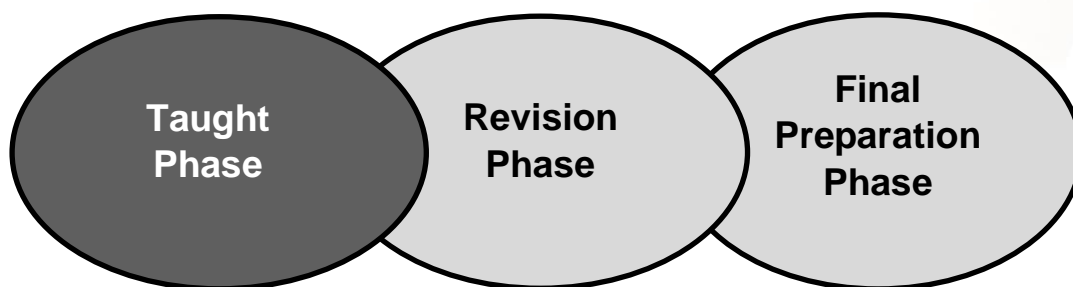 Taught
Phase
Revision
Phase
Final
Preparation
Phase